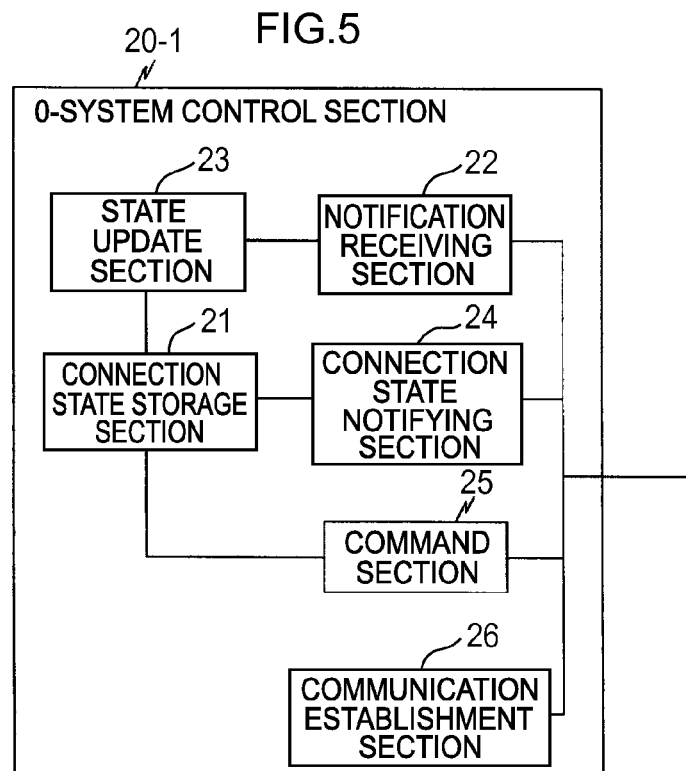 FIG.5
20-1
0-SYSTEM CONTROL SECTION
23
STATE
UPDATE
SECTION
22
NOTIFICATION
RECEIVING
SECTION
21
CONNECTION
STATE STORAGE
SECTION
24
CONNECTION
STATE
NOTIFYING
SECTION
25
COMMAND
SECTION
26
COMMUNICATION
ESTABLISHMENT
SECTION